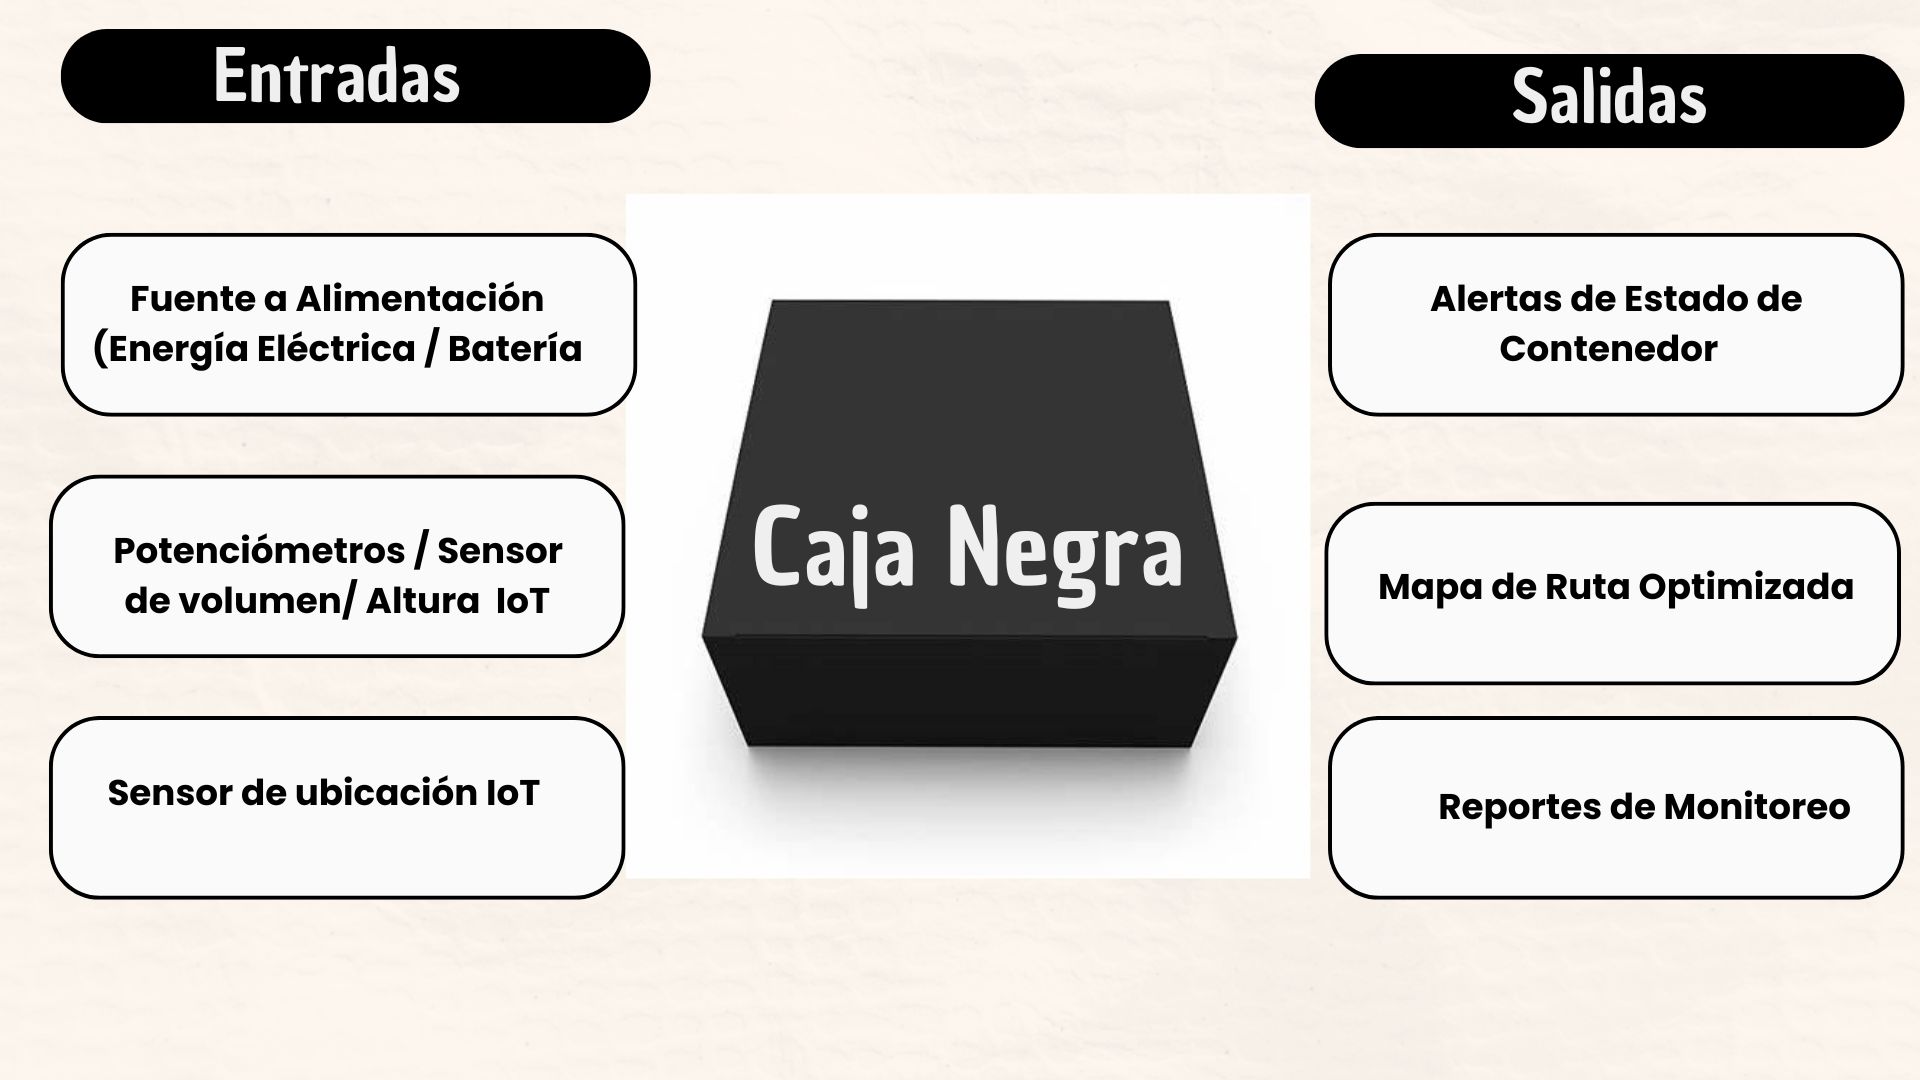 Entradas
Salidas
Fuente a Alimentación
(Energía Eléctrica / Batería
Potenciómetros / Sensor
de volumen/ Altura  IoT
Sensor de ubicación IoT
Caja Negra
Alertas de Estado de
Contenedor
Mapa de Ruta Optimizada
Reportes de Monitoreo